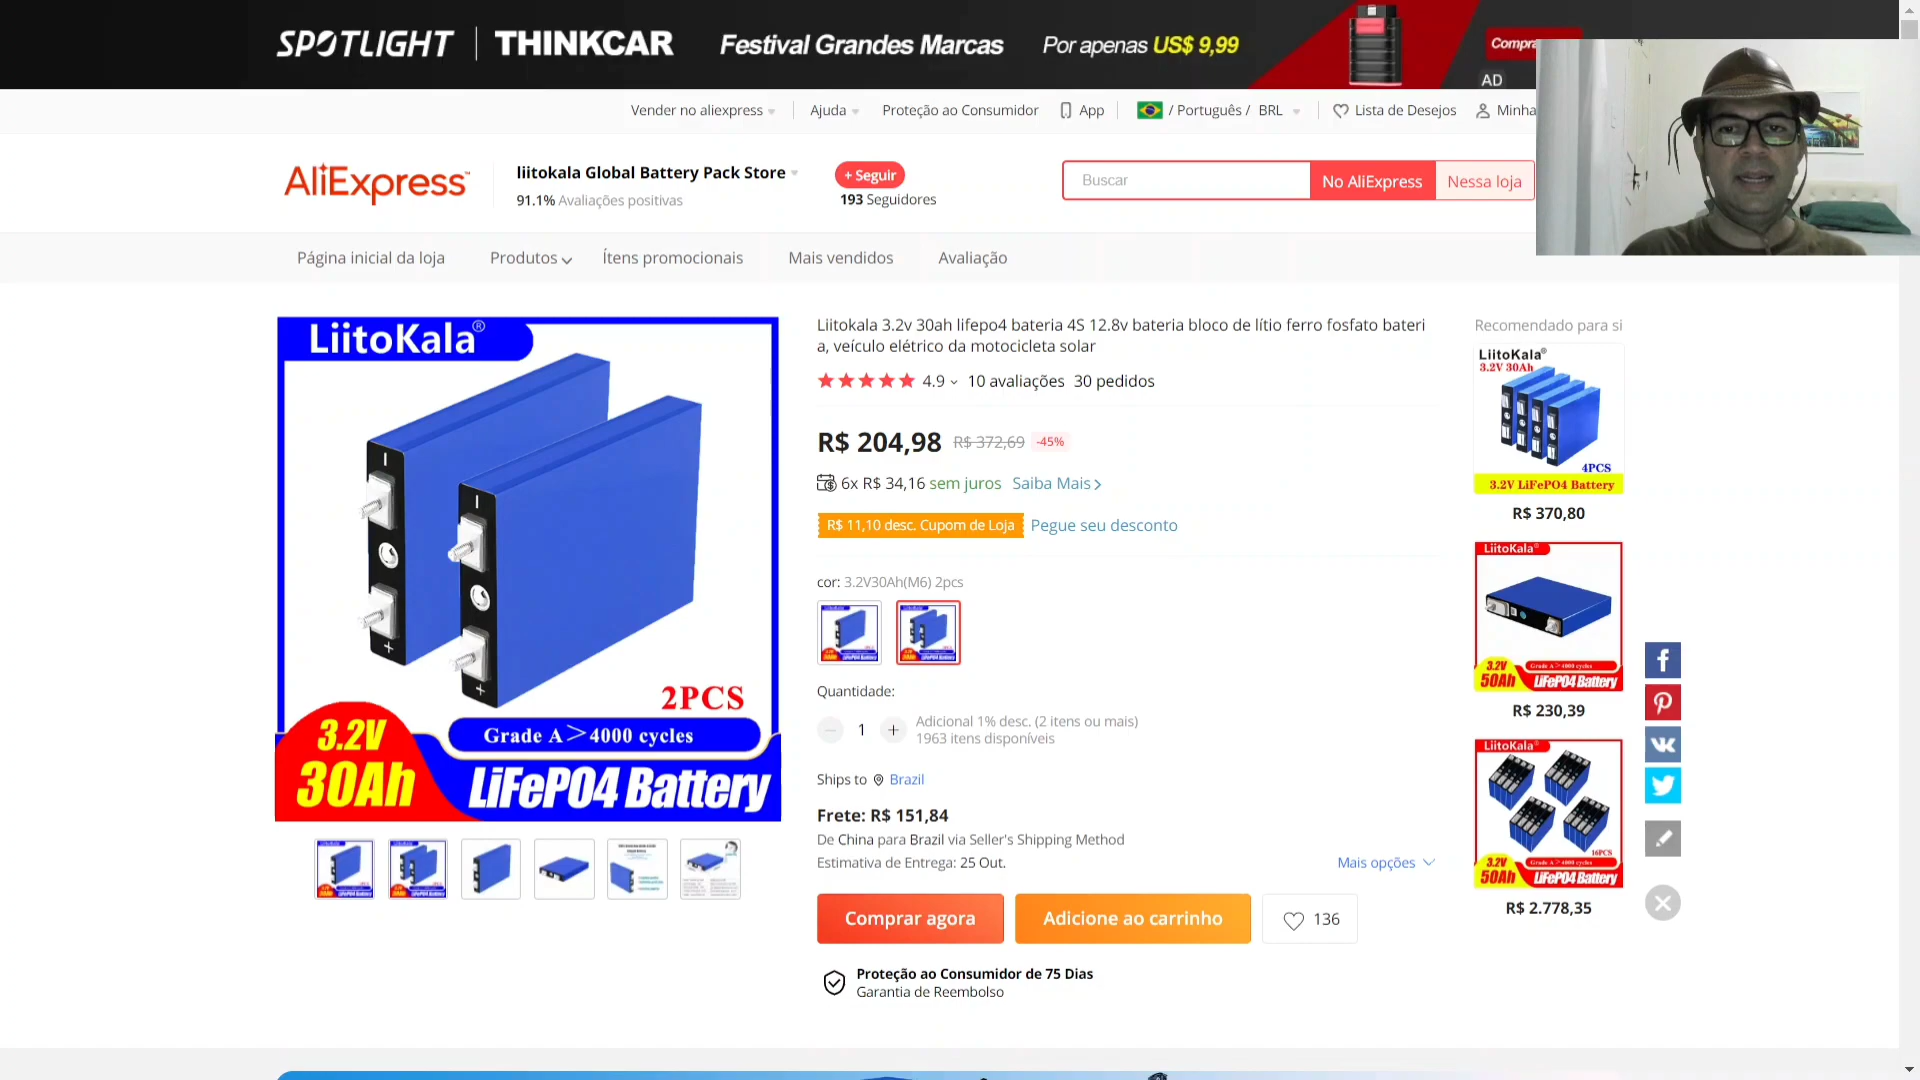 SPOTLIGHT THINKCAR Festival Grandes Marcas Por apenas US$ 9,99
AD
Vender no aliexpress Ajuda Proteção ao Consumidor App / Português / BRL Lista de Desejos Minha
AliExpress
liitokala Global Battery Pack Store
91.1% Avaliações positivas
+ Seguir
193 Seguidores
Buscar No AliExpress Nessa loja
Página inicial da loja Produtos Ítens promocionais Mais vendidos Avaliação
LiitoKala®
2PCS
3.2V
30Ah
Grade A>4000 cycles
LiFePO4 Battery
Liitokala 3.2v 30ah lifepo4 bateria 4S 12.8v bateria bloco de lítio ferro fosfato bateri
a, veículo elétrico da motocicleta solar
4.9 10 avaliações 30 pedidos
R$ 204,98 R$ 372,69 -45%
6x R$ 34,16 sem juros Saiba Mais
R$ 11,10 desc. Cupom de Loja Pegue seu desconto
cor: 3.2V30Ah(M6) 2pcs
Quantidade:
1
Adicional 1% desc. (2 itens ou mais)
1963 itens disponíveis
Ships to Brazil
Frete: R$ 151,84
De China para Brazil via Seller's Shipping Method
Estimativa de Entrega: 25 Out.
Mais opções
Comprar agora Adicione ao carrinho 136
Proteção ao Consumidor de 75 Dias
Garantia de Reembolso
Recomendado para si
LiitoKala®
3.2V 30Ah
4PCS
3.2V LiFePO4 Battery
R$ 370,80
LiitoKala®
3.2V
50Ah
Grade A>4000 cycles
LiFePO4 Battery
R$ 230,39
LiitoKala®
16PCS
3.2V
50Ah
Grade A>4000 cycles
LiFePO4 Battery
R$ 2.778,35